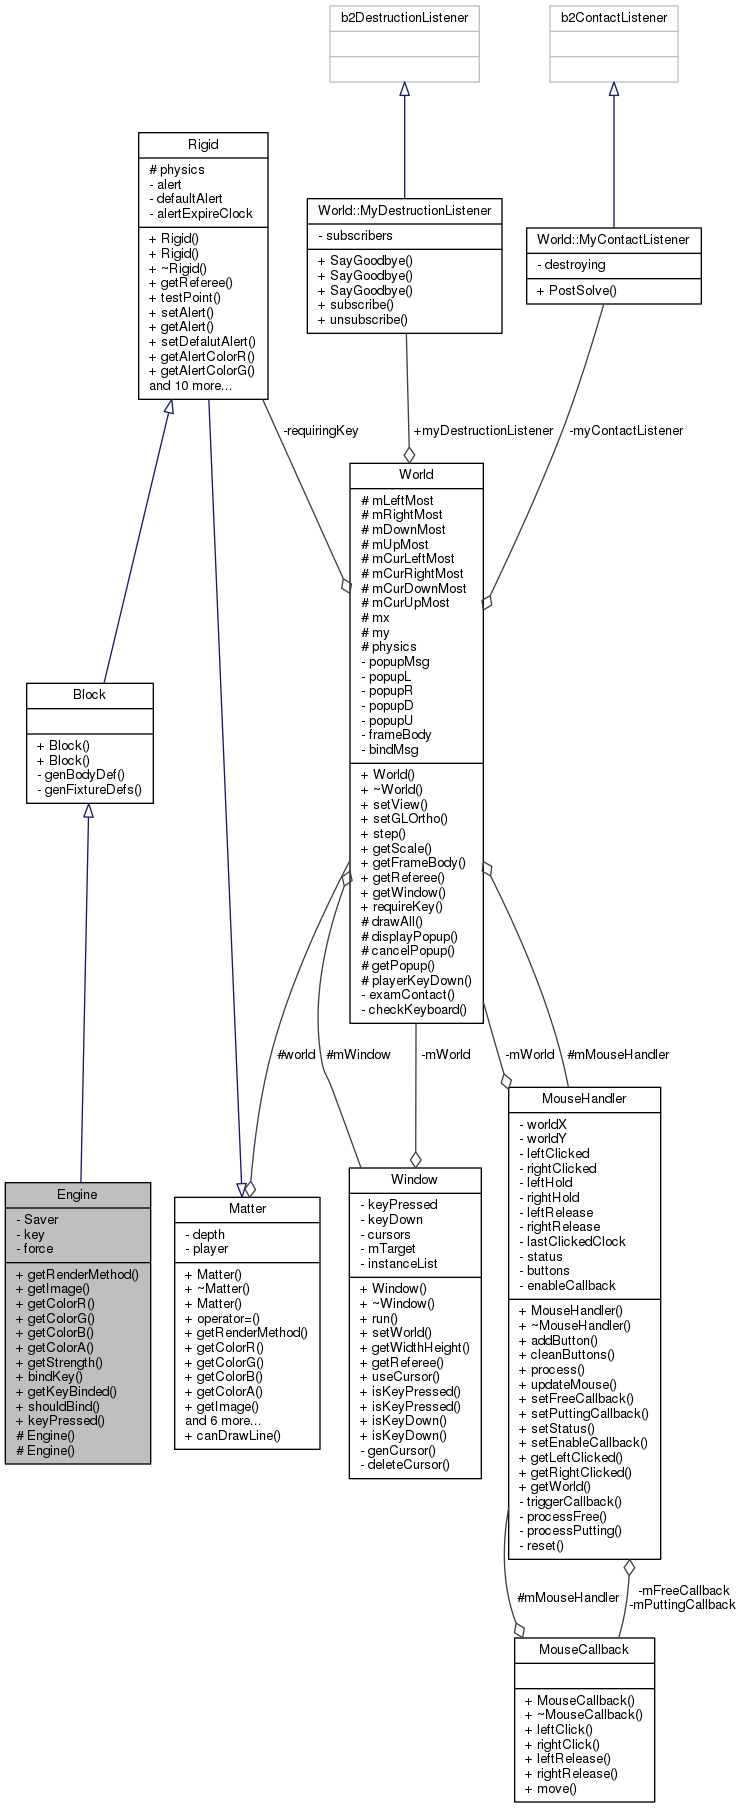 b2DestructionListener
b2ContactListener
Rigid
# physics
- alert
- defaultAlert
- alertExpireClock
+ Rigid()
+ Rigid()
+ ~Rigid()
+ getReferee()
+ testPoint()
+ setAlert()
+ getAlert()
+ setDefalutAlert()
+ getAlertColorR()
+ getAlertColorG()
and 10 more...
World::MyDestructionListener
- subscribers
+ SayGoodbye()
+ SayGoodbye()
+ SayGoodbye()
+ subscribe()
+ unsubscribe()
World::MyContactListener
- destroying
+ PostSolve()
-requiringKey
+myDestructionListener
-myContactListener
World
# mLeftMost
# mRightMost
# mDownMost
# mUpMost
# mCurLeftMost
# mCurRightMost
# mCurDownMost
# mCurUpMost
# mx
# my
# physics
- popupMsg
- popupL
- popupR
- popupD
- popupU
- frameBody
- bindMsg
+ World()
+ ~World()
+ setView()
+ setGLOrtho()
+ step()
+ getScale()
+ getFrameBody()
+ getReferee()
+ getWindow()
+ requireKey()
# drawAll()
# displayPopup()
# cancelPopup()
# getPopup()
# playerKeyDown()
- examContact()
- checkKeyboard()
Block
+ Block()
+ Block()
- genBodyDef()
- genFixtureDefs()
#world
#mWindow
-mWorld
-mWorld
#mMouseHandler
Engine
- Saver
- key
- force
+ getRenderMethod()
+ getImage()
+ getColorR()
+ getColorG()
+ getColorB()
+ getColorA()
+ getStrength()
+ bindKey()
+ getKeyBinded()
+ shouldBind()
+ keyPressed()
# Engine()
# Engine()
Matter
- depth
- player
+ Matter()
+ ~Matter()
+ Matter()
+ operator=()
+ getRenderMethod()
+ getColorR()
+ getColorG()
+ getColorB()
+ getColorA()
+ getImage()
and 6 more...
+ canDrawLine()
Window
- keyPressed
- keyDown
- cursors
- mTarget
- instanceList
+ Window()
+ ~Window()
+ run()
+ setWorld()
+ getWidthHeight()
+ getReferee()
+ useCursor()
+ isKeyPressed()
+ isKeyPressed()
+ isKeyDown()
+ isKeyDown()
- genCursor()
- deleteCursor()
MouseHandler
- worldX
- worldY
- leftClicked
- rightClicked
- leftHold
- rightHold
- leftRelease
- rightRelease
- lastClickedClock
- status
- buttons
- enableCallback
+ MouseHandler()
+ ~MouseHandler()
+ addButton()
+ cleanButtons()
+ process()
+ updateMouse()
+ setFreeCallback()
+ setPuttingCallback()
+ setStatus()
+ setEnableCallback()
+ getLeftClicked()
+ getRightClicked()
+ getWorld()
- triggerCallback()
- processFree()
- processPutting()
- reset()
#mMouseHandler
-mFreeCallback
-mPuttingCallback
MouseCallback
+ MouseCallback()
+ ~MouseCallback()
+ leftClick()
+ rightClick()
+ leftRelease()
+ rightRelease()
+ move()